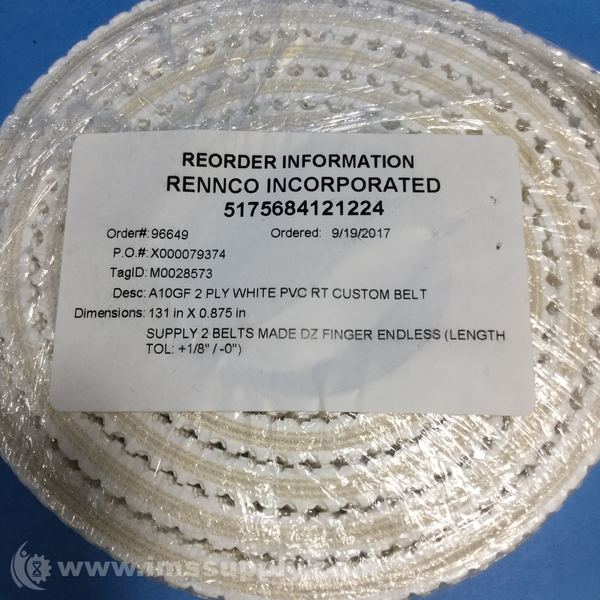 REORDER INFORMATION
RENNCO INCORPORATED
5175684121224
Order#: 96649 Ordered: 9/19/2017
P.O.#: X000079374
TagID: M0028573
Desc: A10GF 2 PLY WHITE PVC RT CUSTOM BELT
Dimensions: 131 in X 0.875 in
SUPPLY 2 BELTS MADE DZ FINGER ENDLESS (LENGTH
TOL: +1/8" / -0")